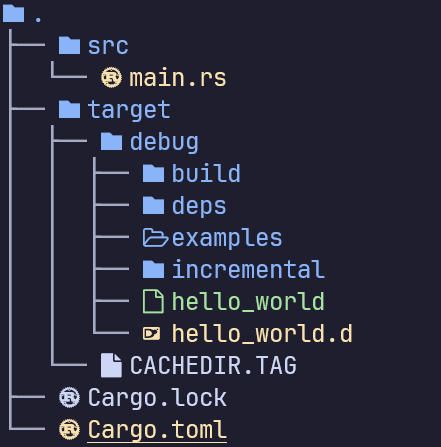 .
src
main.rs
target
debug
build
deps
examples
incremental
hello_world
hello_world.d
CACHEDIR.TAG
Cargo.lock
Cargo.toml